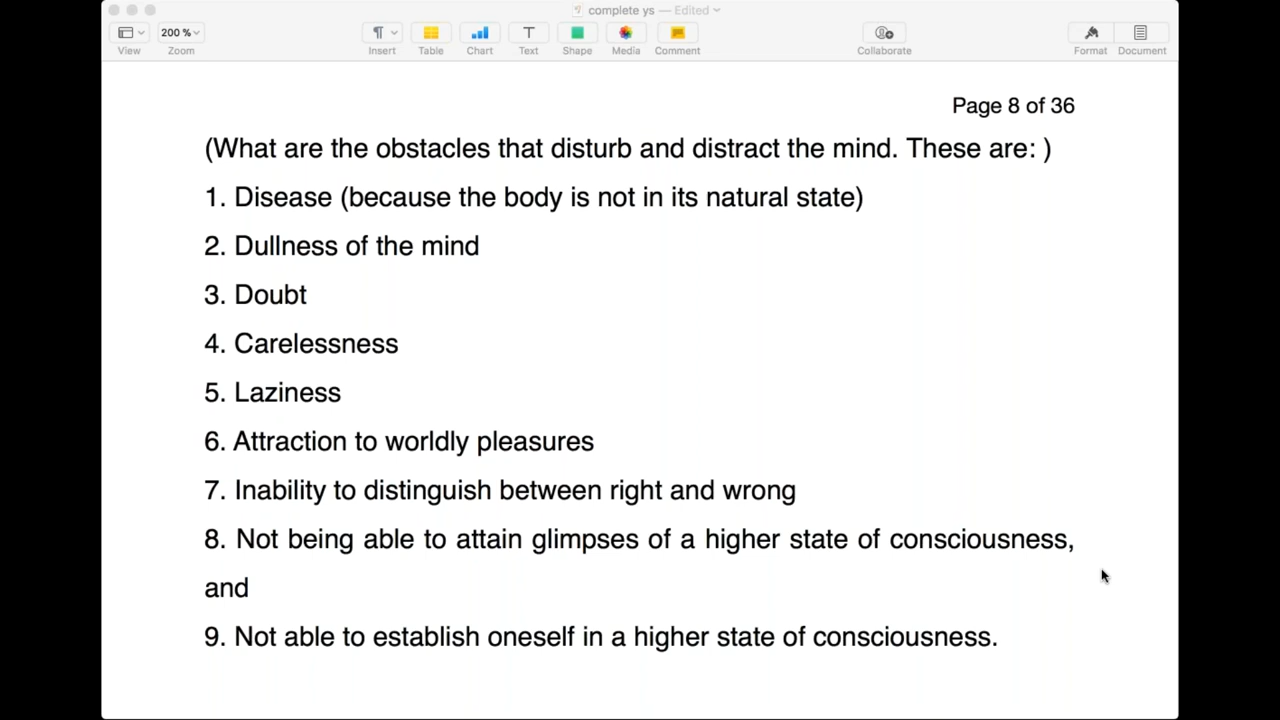 complete ys — Edited
200 %
View
Zoom
Insert
Table
Chart
Text
Shape
Media
Comment
Collaborate
Format
Document
Page 8 of 36
(What are the obstacles that disturb and distract the mind. These are: )
1. Disease (because the body is not in its natural state)
2. Dullness of the mind
3. Doubt
4. Carelessness
5. Laziness
6. Attraction to worldly pleasures
7. Inability to distinguish between right and wrong
8. Not being able to attain glimpses of a higher state of consciousness,
and
9. Not able to establish oneself in a higher state of consciousness.